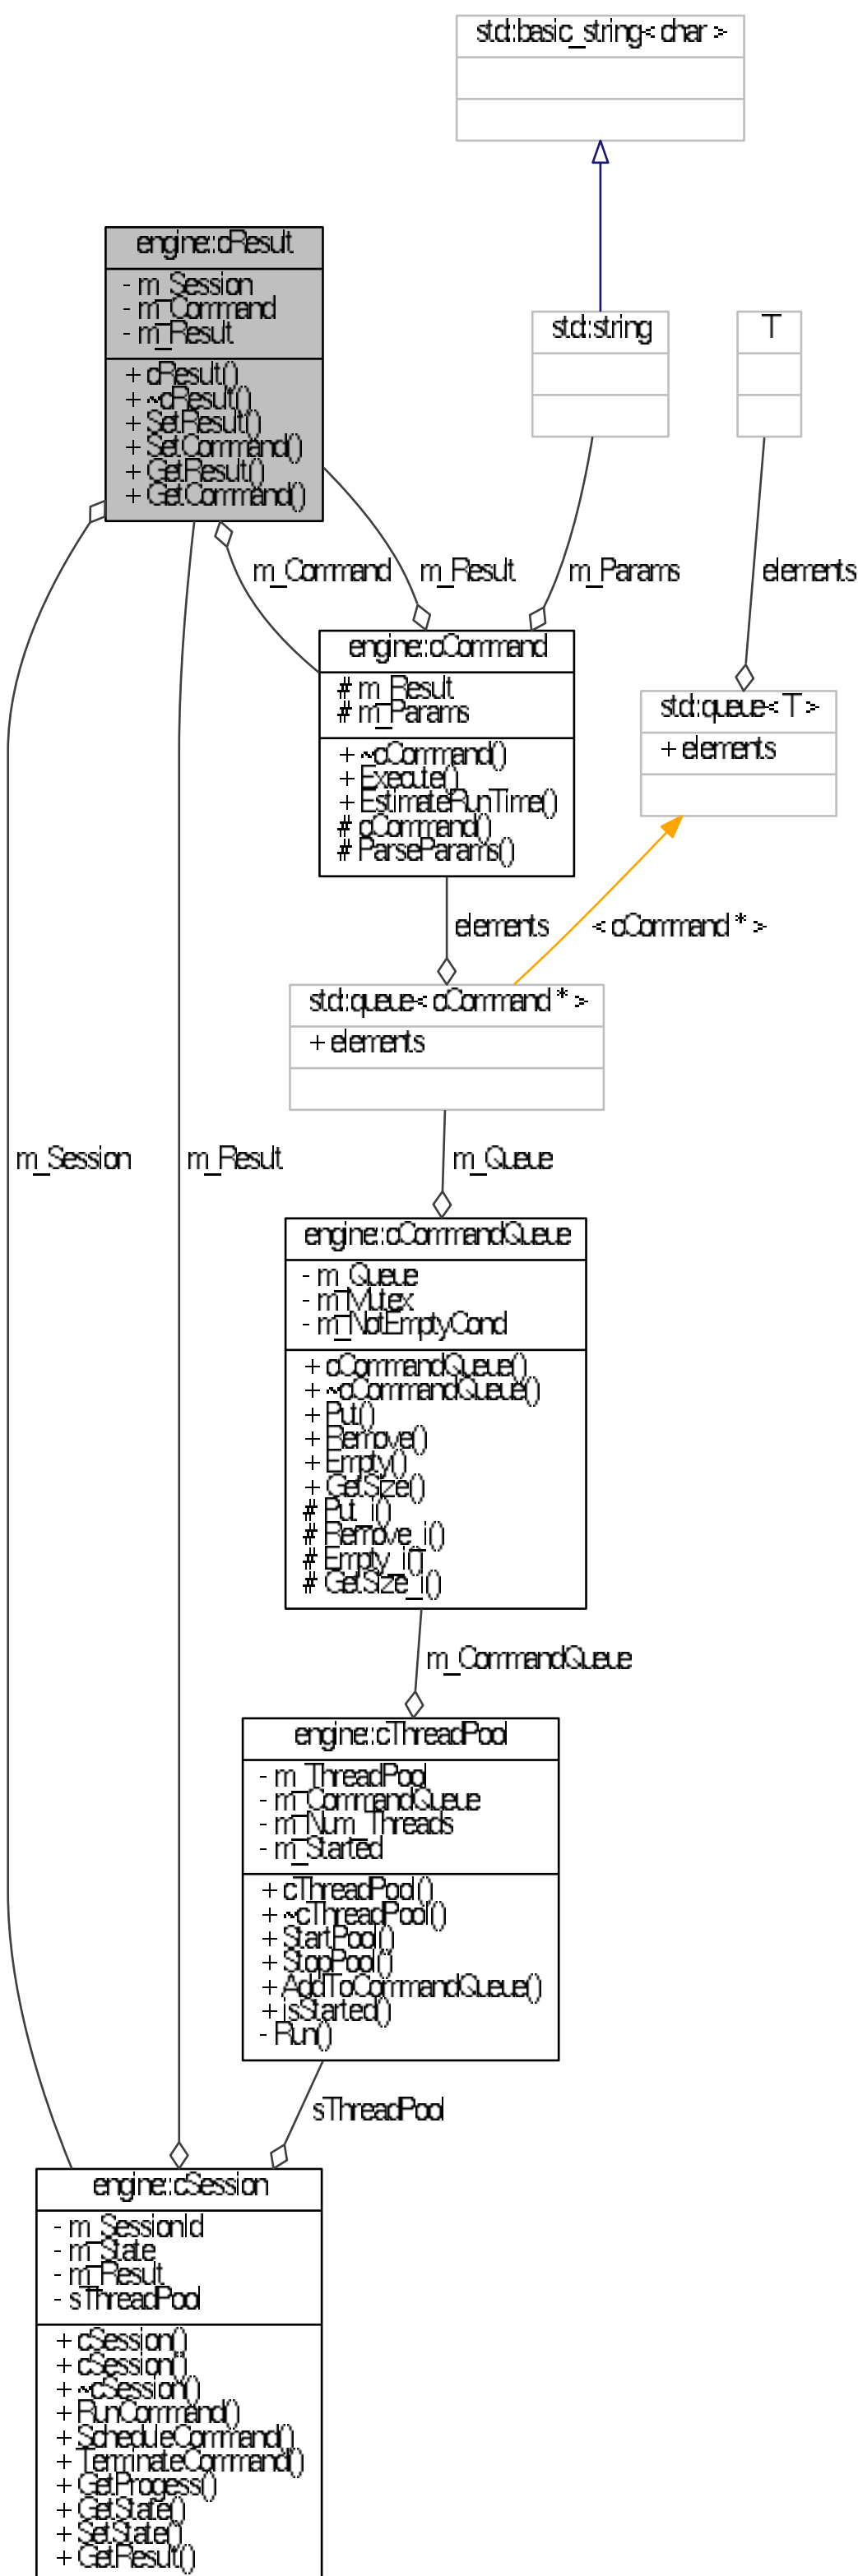 std::basic_string< char >
engine::cResult
- m_Session
- m_Command
- m_Result
+ cResult()
+ ~cResult()
+ SetResult()
+ SetCommand()
+ GetResult()
+ GetCommand()
std::string
T
m_Command
m_Result
m_Params
elements
engine::cCommand
# m_Result
# m_Params
+ ~cCommand()
+ Execute()
+ EstimateRunTime()
# cCommand()
# ParseParams()
std::queue< T >
+ elements
elements
< cCommand * >
std::queue< cCommand * >
+ elements
m_Session
m_Result
m_Queue
engine::cCommandQueue
- m_Queue
- m_Mutex
- m_NotEmptyCond
+ cCommandQueue()
+ ~cCommandQueue()
+ Put()
+ Remove()
+ Empty()
+ GetSize()
# Put_i()
# Remove_i()
# Empty_i()
# GetSize_i()
m_CommandQueue
engine::cThreadPool
- m_ThreadPool
- m_CommandQueue
- m_Num_Threads
- m_Started
+ cThreadPool()
+ ~cThreadPool()
+ StartPool()
+ StopPool()
+ AddToCommandQueue()
+ isStarted()
- Run()
sThreadPool
engine::cSession
- m_SessionId
- m_State
- m_Result
- sThreadPool
+ cSession()
+ cSession()
+ ~cSession()
+ RunCommand()
+ ScheduleCommand()
+ TerminateCommand()
+ GetProgess()
+ GetState()
+ SetState()
+ GetResult()